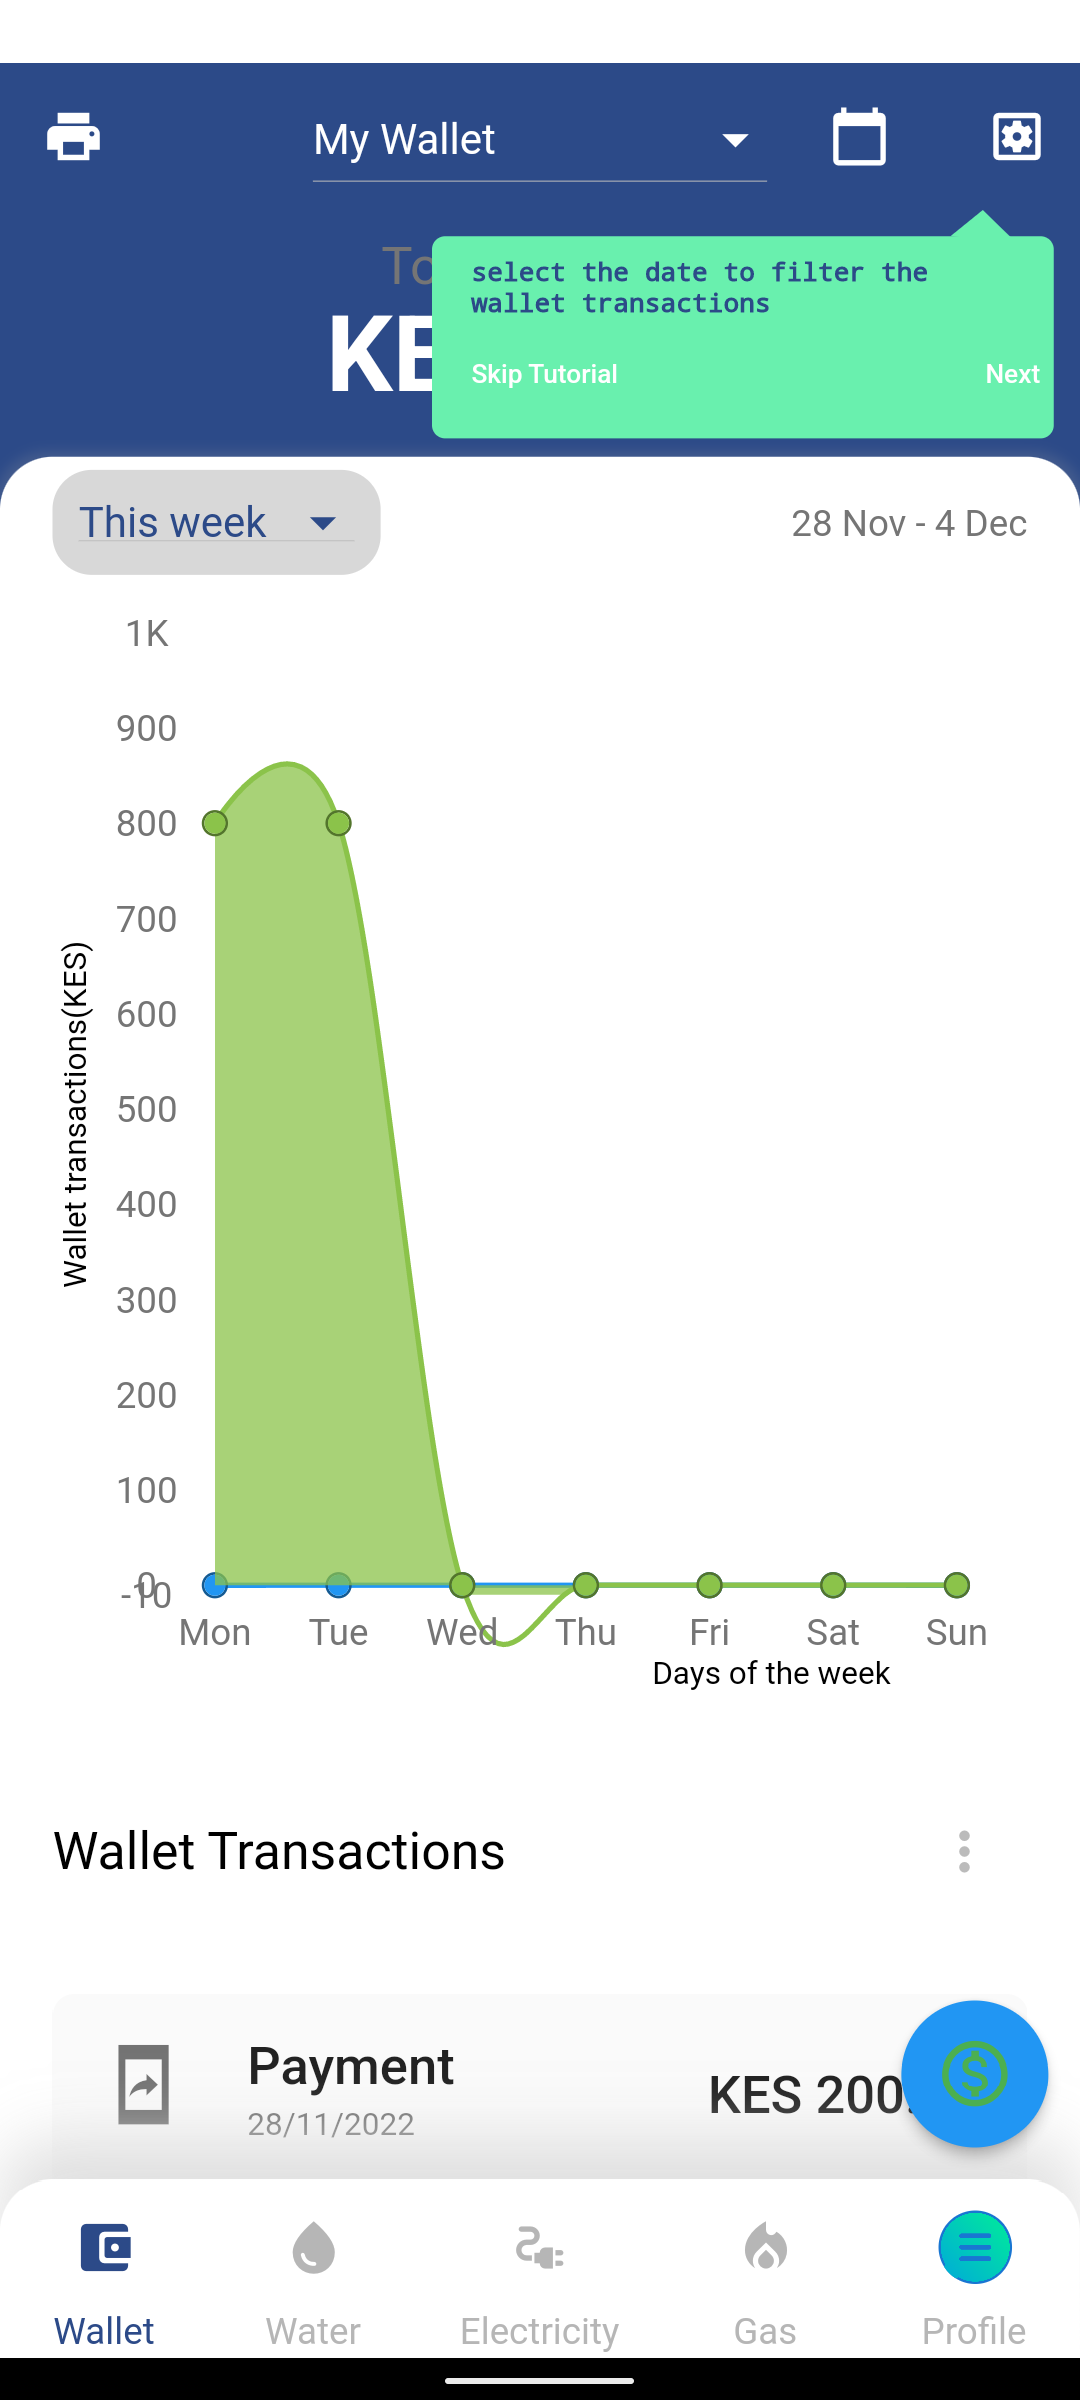 My Wallet
To
KE
select the date to filter the
wallet transactions
Skip Tutorial
Next
This week
28 Nov - 4 Dec
1K
900
800
700
600
500
400
300
200
100
0
-10
Wallet transactions(KES)
Mon Tue Wed Thu Fri Sat Sun
Days of the week
Wallet Transactions
Payment
KES 200.
28/11/2022
Wallet Water Electricity Gas Profile